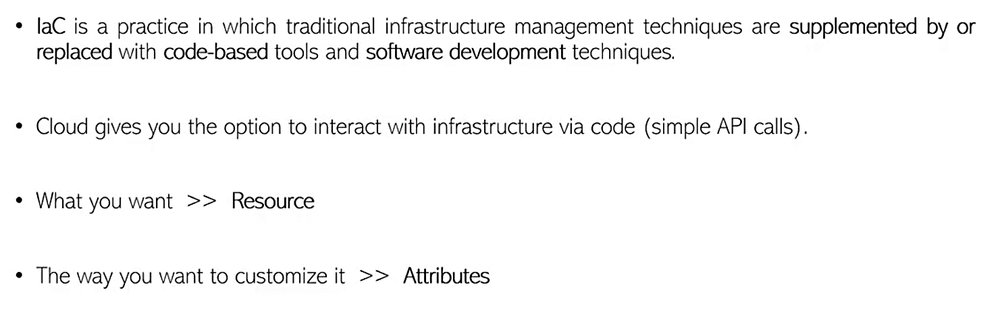 • IaC is a practice in which traditional infrastructure management techniques are supplemented by or
replaced with code-based tools and software development techniques.
• Cloud gives you the option to interact with infrastructure via code (simple API calls).
• What you want >> Resource
• The way you want to customize it >> Attributes